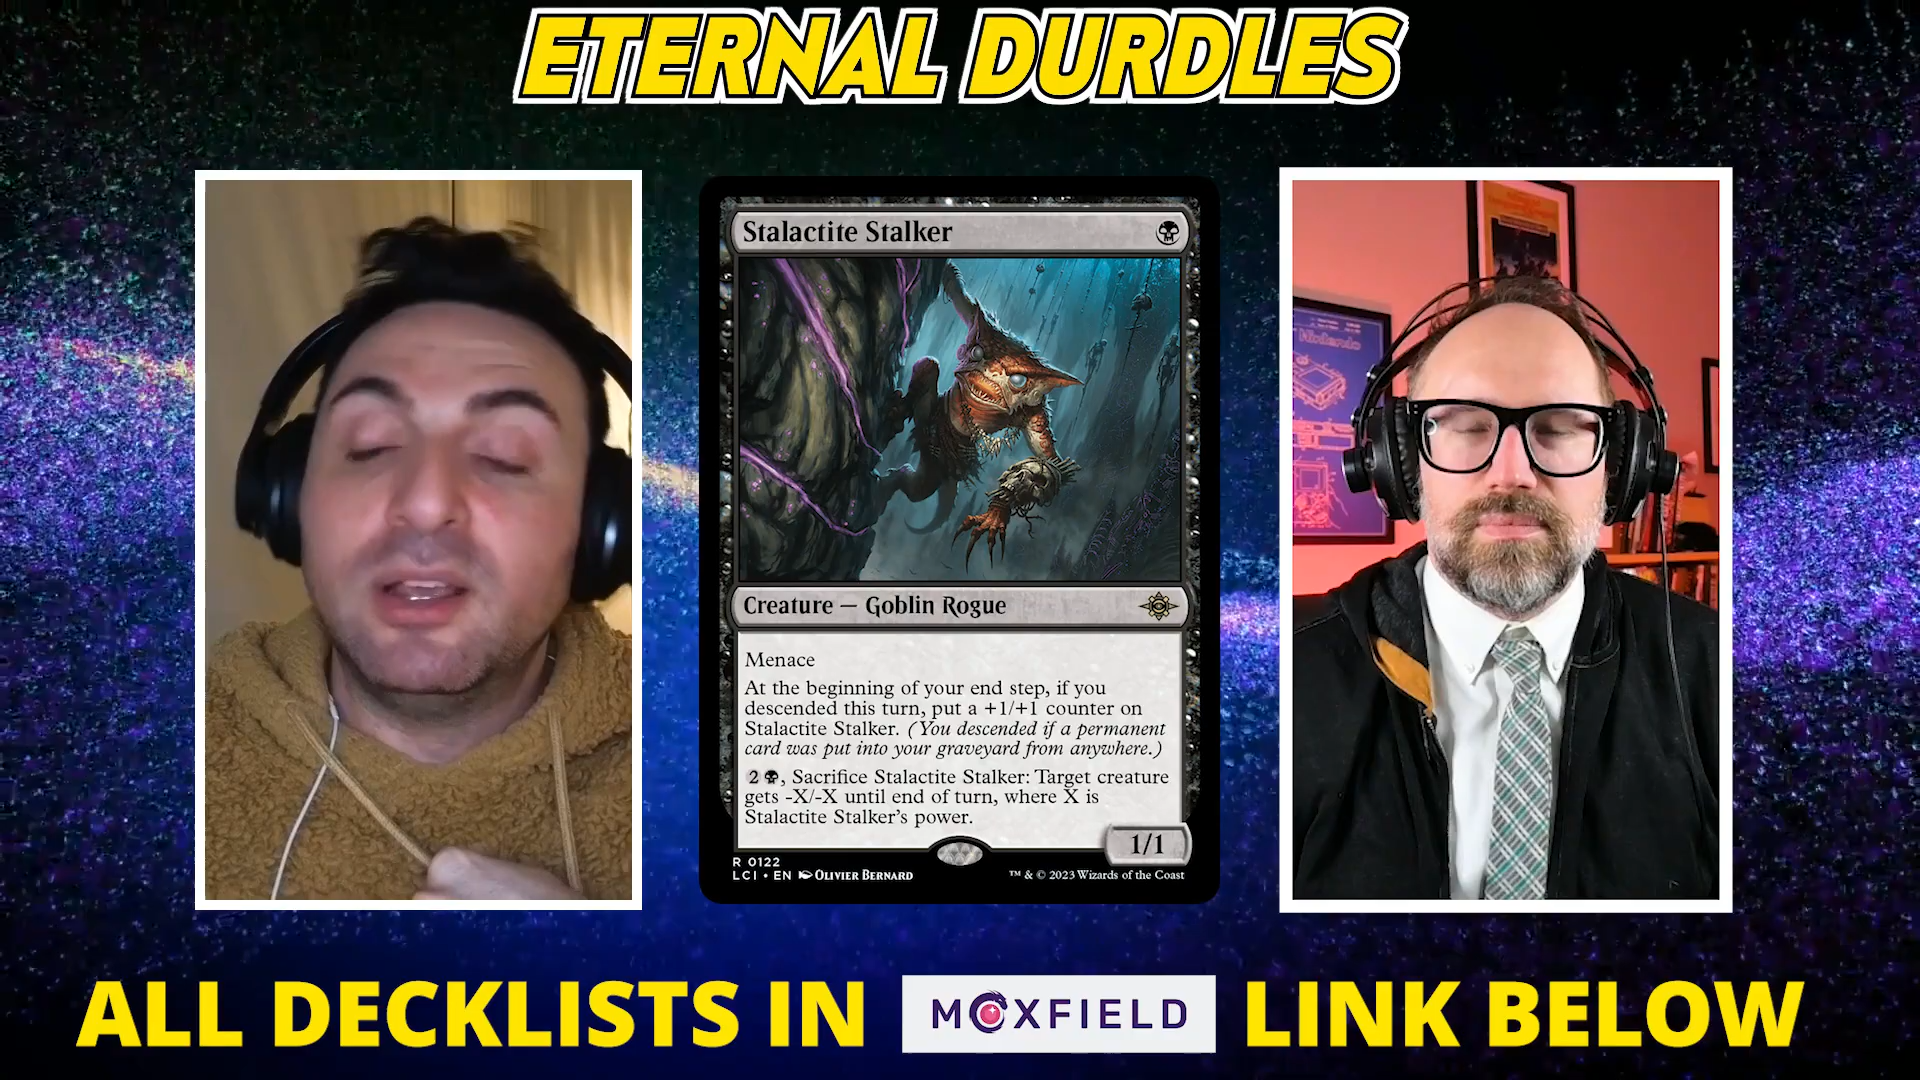 ETERNAL DURDLES
Stalactite Stalker
Nintendo
Creature — Goblin Rogue
Menace
At the beginning of your end step, if you
descended this turn, put a +1/+1 counter on
Stalactite Stalker. (You descended if a permanent
card was put into your graveyard from anywhere.)
2, Sacrifice Stalactite Stalker: Target creature
gets -X/-X until end of turn, where X is
Stalactite Stalker's power.
1/1
R 0122
LCI • EN OLIVIER BERNARD
™ & © 2023 Wizards of the Coast
ALL DECKLISTS IN MOXFIELD LINK BELOW